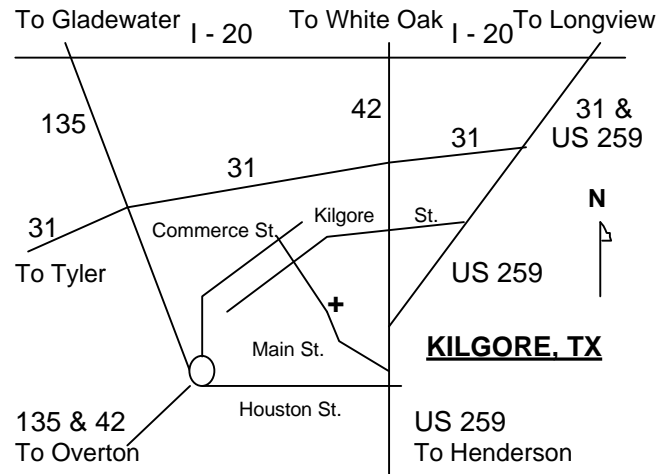 To Gladewater
To White Oak
To Longview
I - 20
I - 20
135
42
31 &
US 259
31
31
31
To Tyler
Commerce St.
Kilgore
St.
N
US 259
+
Main St.
KILGORE, TX
Houston St.
135 & 42
To Overton
US 259
To Henderson